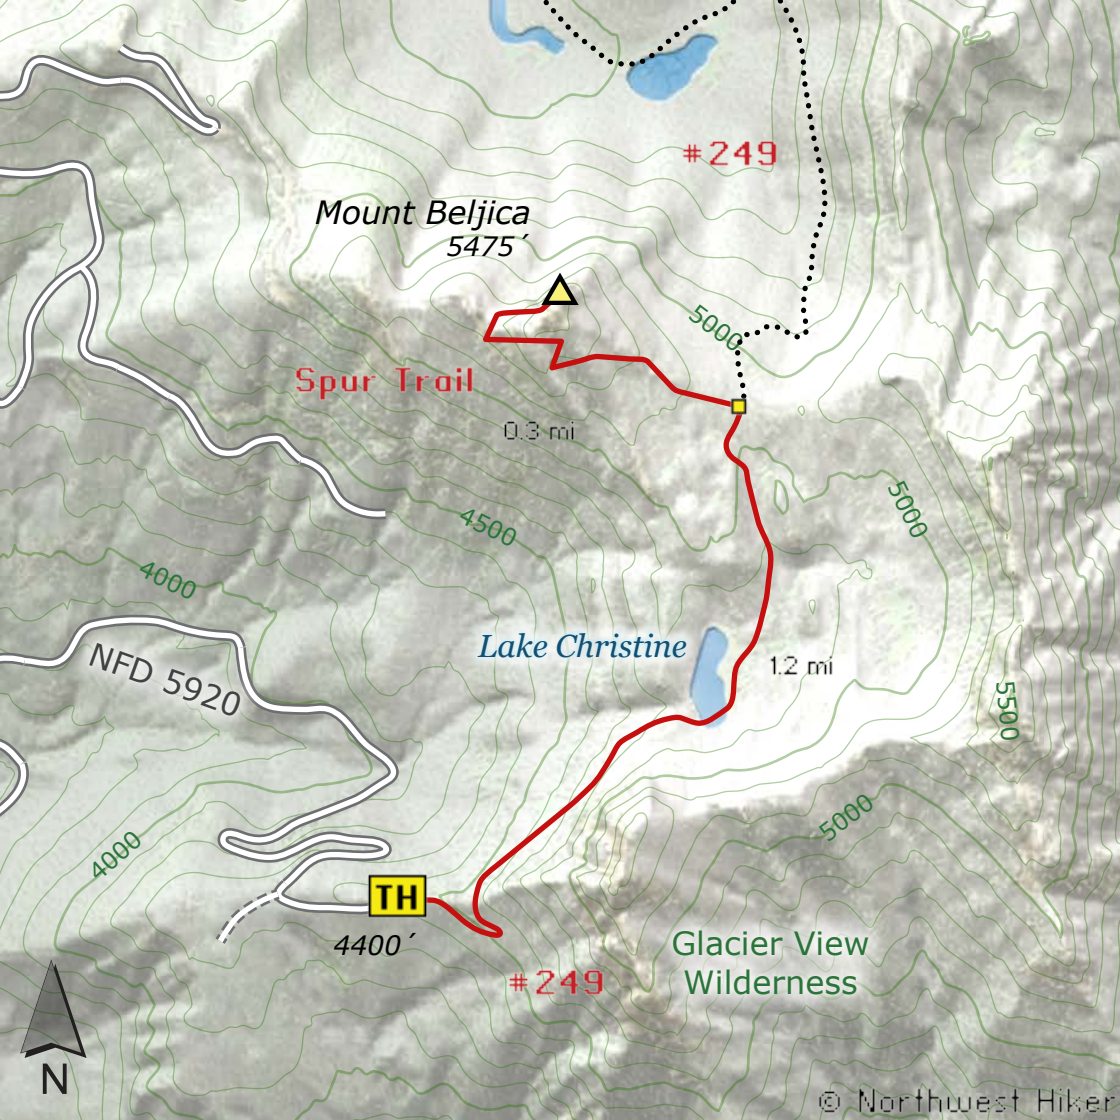 #249
Mount Beljica
5475´
5000
Spur Trail
0.3 mi
5000
4500
4000
Lake Christine
1.2 mi
NFD 5920
5500
5000
4000
TH
4400´
Glacier View
Wilderness
#249
N
© Northwest Hiker